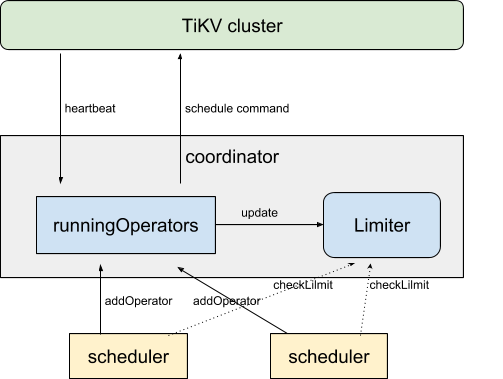 TiKV cluster
heartbeat
schedule command
coordinator
runningOperators
update
Limiter
checkLilmit
checkLilmit
addOperator
addOperator
scheduler
scheduler